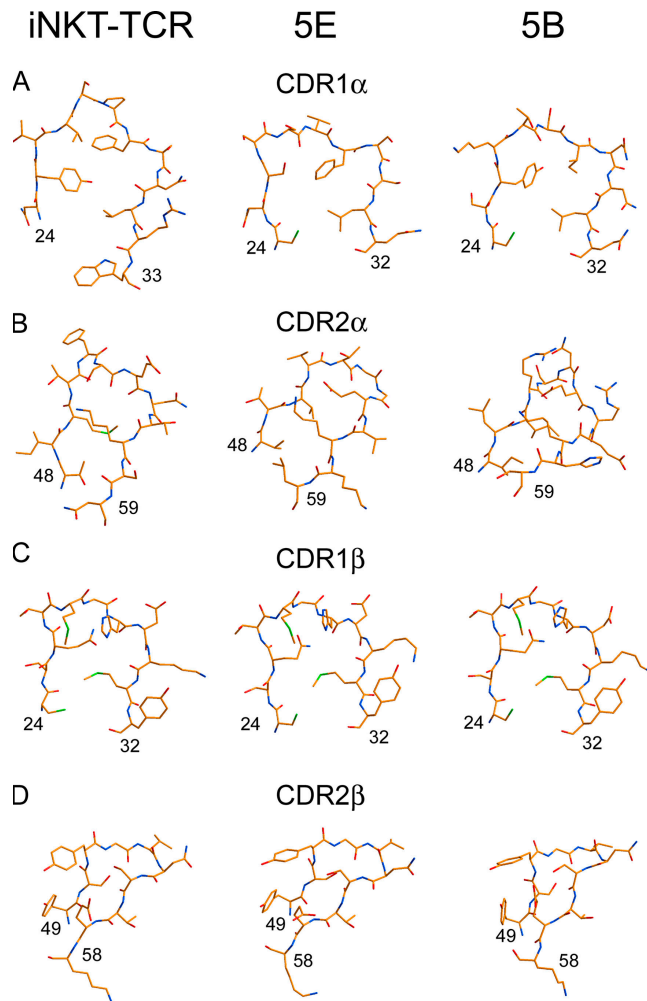 iNKT-TCR 5E 5B
A CDR1α
24 33 24 32 24 32
B CDR2α
48 59 48 59 48 59
C CDR1β
24 32 24 32 24 32
D CDR2β
49 58 49 58 49 58